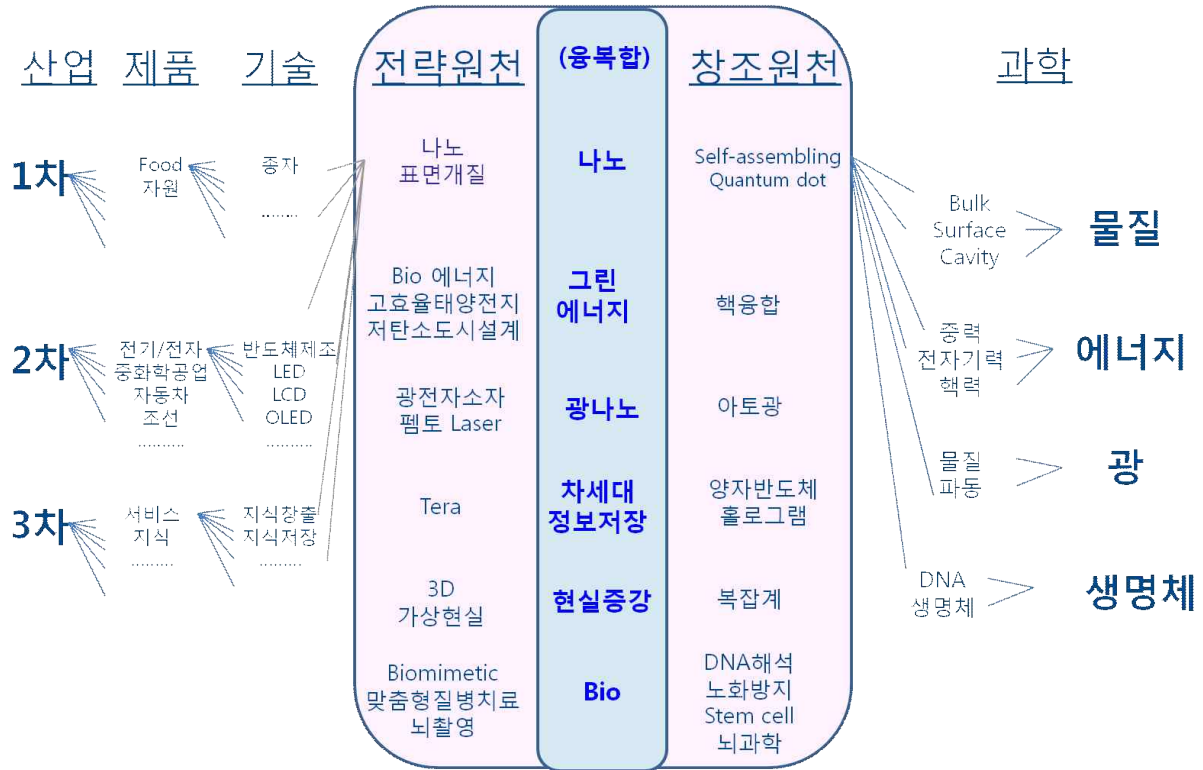 산업 제품 기술 전략원천 (융복합) 창조원천 과학
1차
Food
자원
종자
........
나노
표면개질
나노
Self-assembling
Quantum dot
Bulk
Surface
Cavity
물질
2차
전기/전자
중화학공업
자동차
조선
..........
반도체제조
LED
LCD
OLED
..........
Bio 에너지
고효율태양전지
저탄소도시설계
그린
에너지
핵융합
중력
전자기력
핵력
에너지
광전자소자
펨토 Laser
광나노
아토광
물질
파동
광
3차
서비스
지식
..........
지식창출
지식저장
..........
Tera
차세대
정보저장
양자반도체
홀로그램
DNA
생명체
생명체
3D
가상현실
현실증강
복잡계
Biomimetic
맞춤형질병치료
뇌촬영
Bio
DNA해석
노화방지
Stem cell
뇌과학